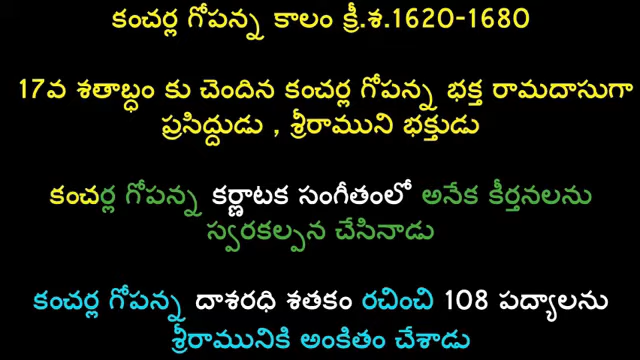 కంచర్ల గోపన్న కాలం క్రీ.శ.1620-1680
17వ శతాబ్ధం కు చెందిన కంచర్ల గోపన్న భక్త రామదాసుగా
ప్రసిద్దుడు , శ్రీరాముని భక్తుడు
కంచర్ల గోపన్న కర్ణాటక సంగీతంలో అనేక కీర్తనలను
స్వరకల్పన చేసినాడు
కంచర్ల గోపన్న దాశరధి శతకం రచించి 108 పద్యాలను
శ్రీరామునికి అంకితం చేశాడు